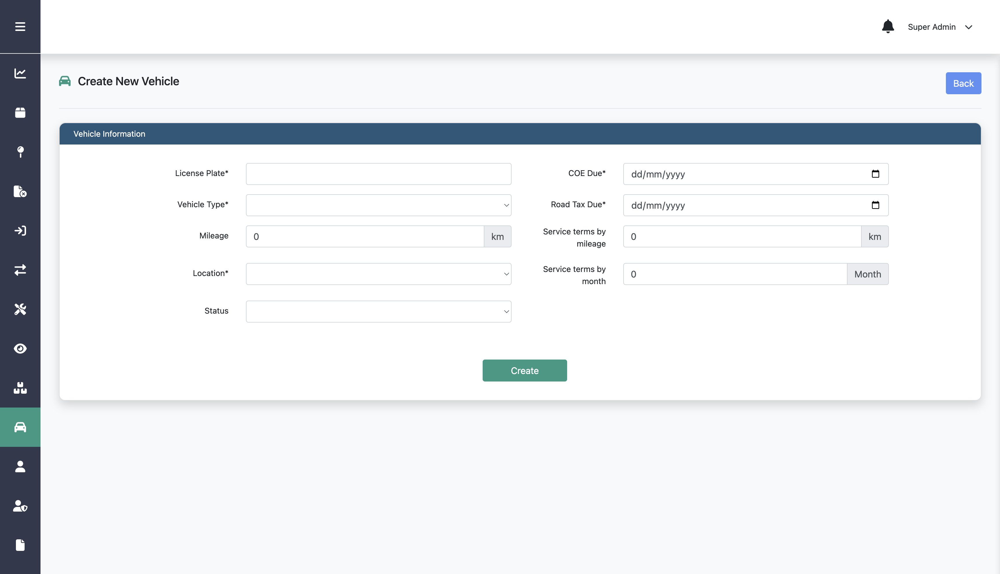 Super Admin
Create New Vehicle
Back
Vehicle Information
License Plate*
COE Due*
dd/mm/yyyy
Vehicle Type*
Road Tax Due*
dd/mm/yyyy
Mileage
0
km
Service terms by
mileage
0
km
Location*
Service terms by
month
0
Month
Status
Create